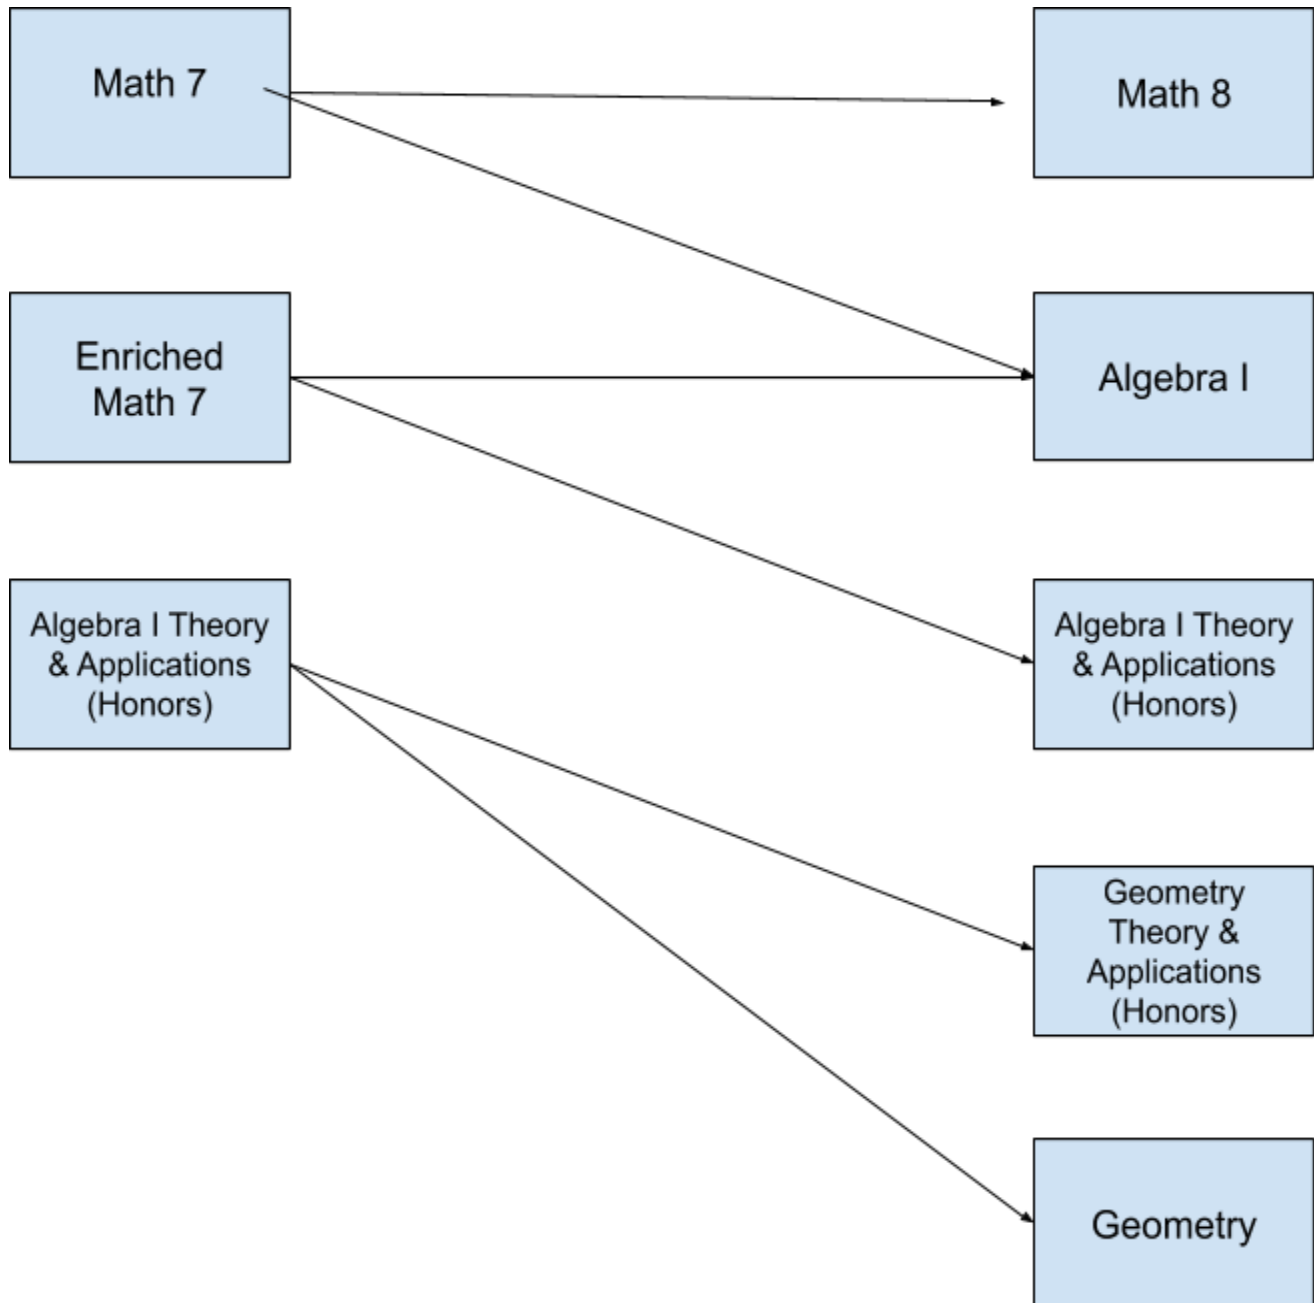 Math 7
Math 8
Enriched
Math 7
Algebra I
Algebra I Theory
& Applications
(Honors)
Algebra I Theory
& Applications
(Honors)
Geometry
Theory &
Applications
(Honors)
Geometry